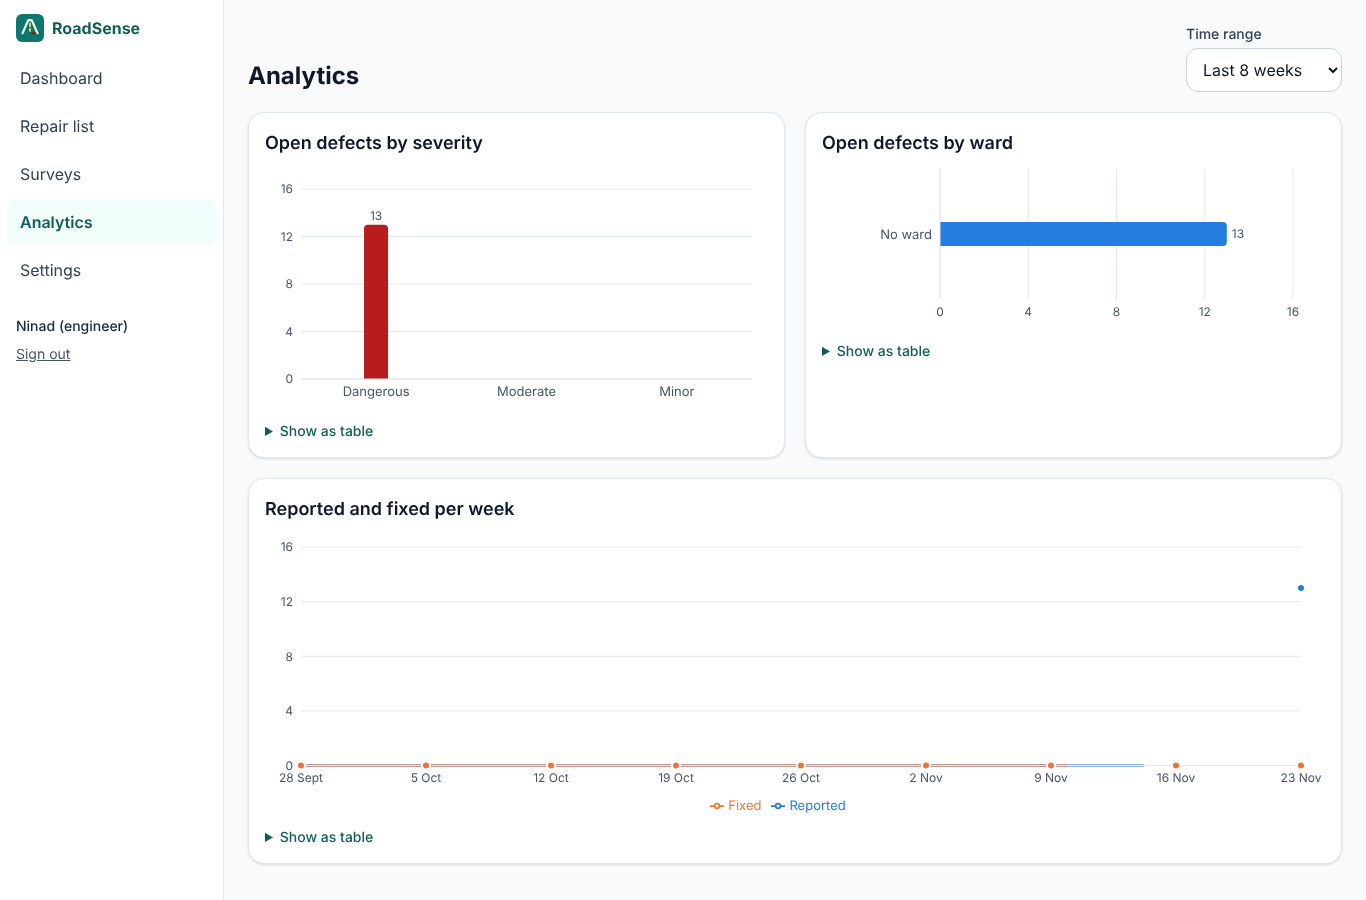 RoadSense
Dashboard
Repair list
Surveys
Analytics
Settings
Ninad (engineer)
Sign out
Analytics
Time range
Last 8 weeks
Open defects by severity
16
12
8
4
0
13
Dangerous
Moderate
Minor
Show as table
Open defects by ward
No ward
13
0
4
8
12
16
Show as table
Reported and fixed per week
16
12
8
4
0
28 Sept
5 Oct
12 Oct
19 Oct
26 Oct
2 Nov
9 Nov
16 Nov
23 Nov
Fixed
Reported
Show as table